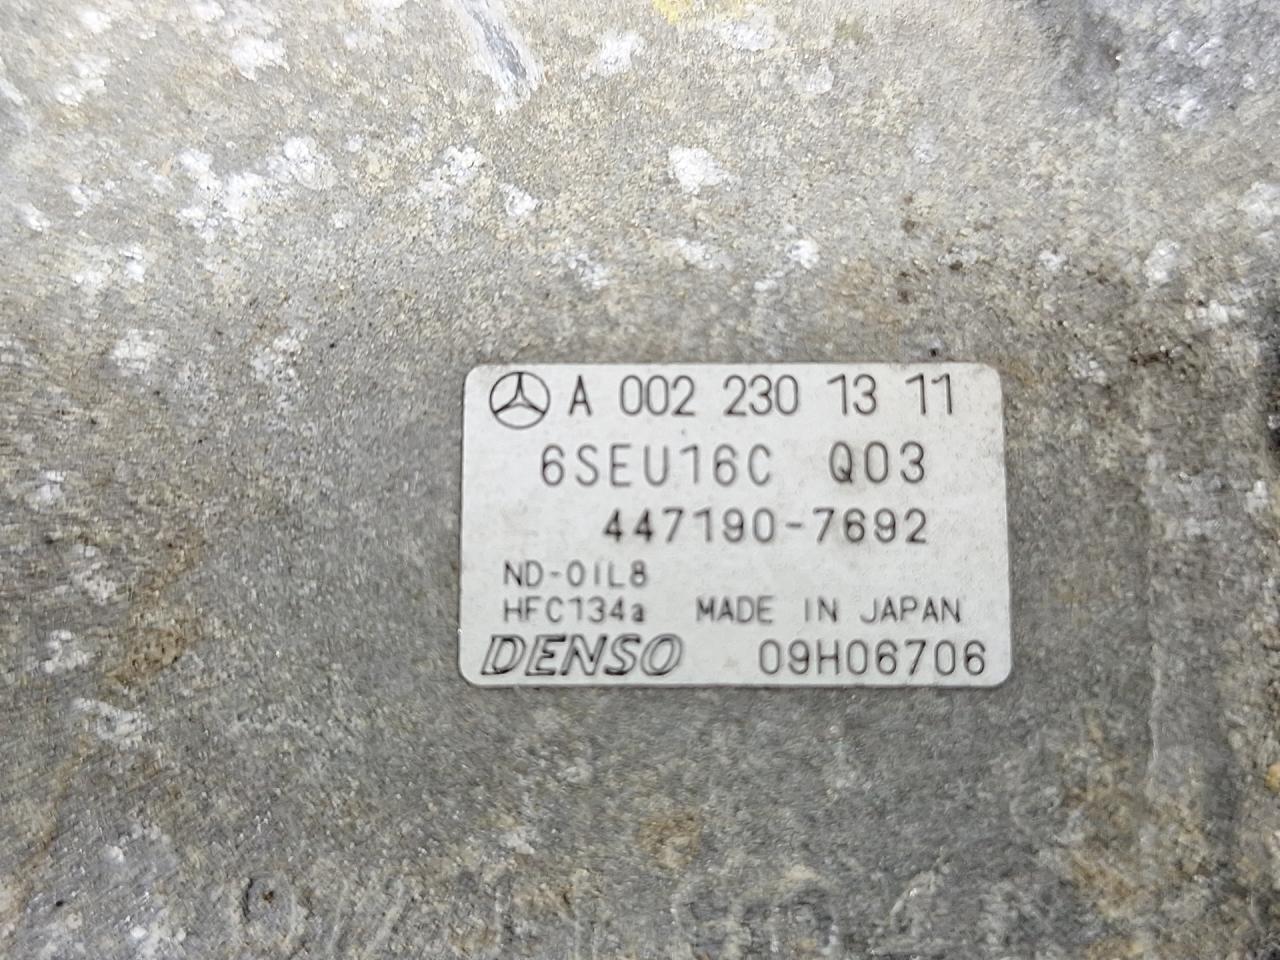 A 002 230 13 11
6SEU16C Q03
447190-7692
ND-OIL8
HFC134a MADE IN JAPAN
DENSO 09H06706